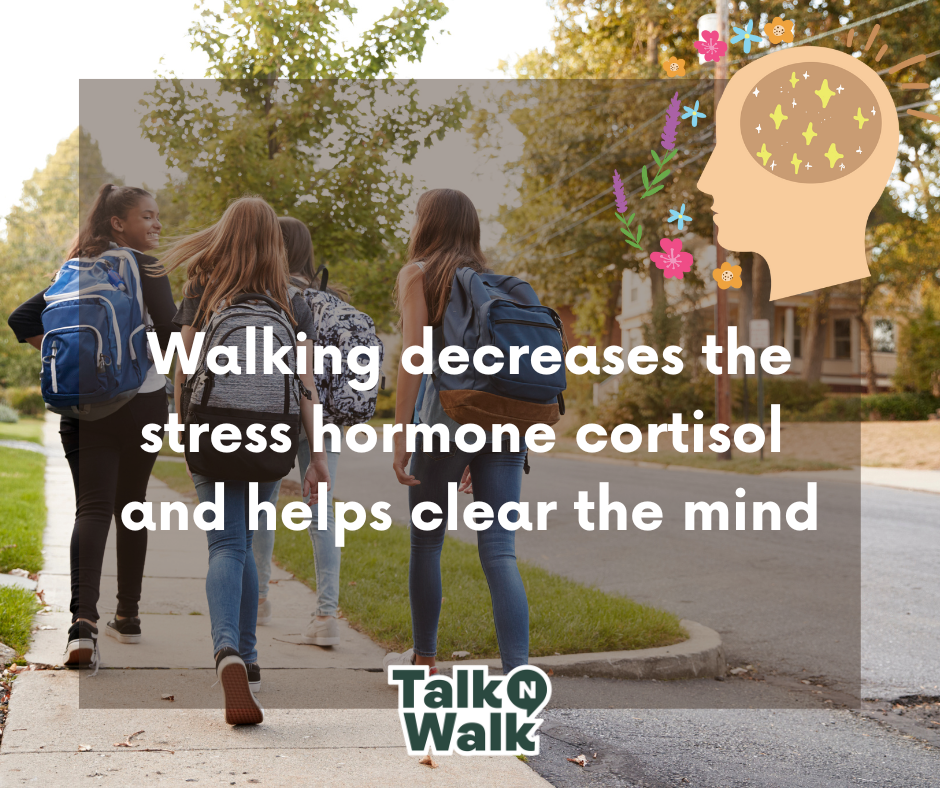 Walking decreases the
stress hormone cortisol
and helps clear the mind
Talk N
Walk